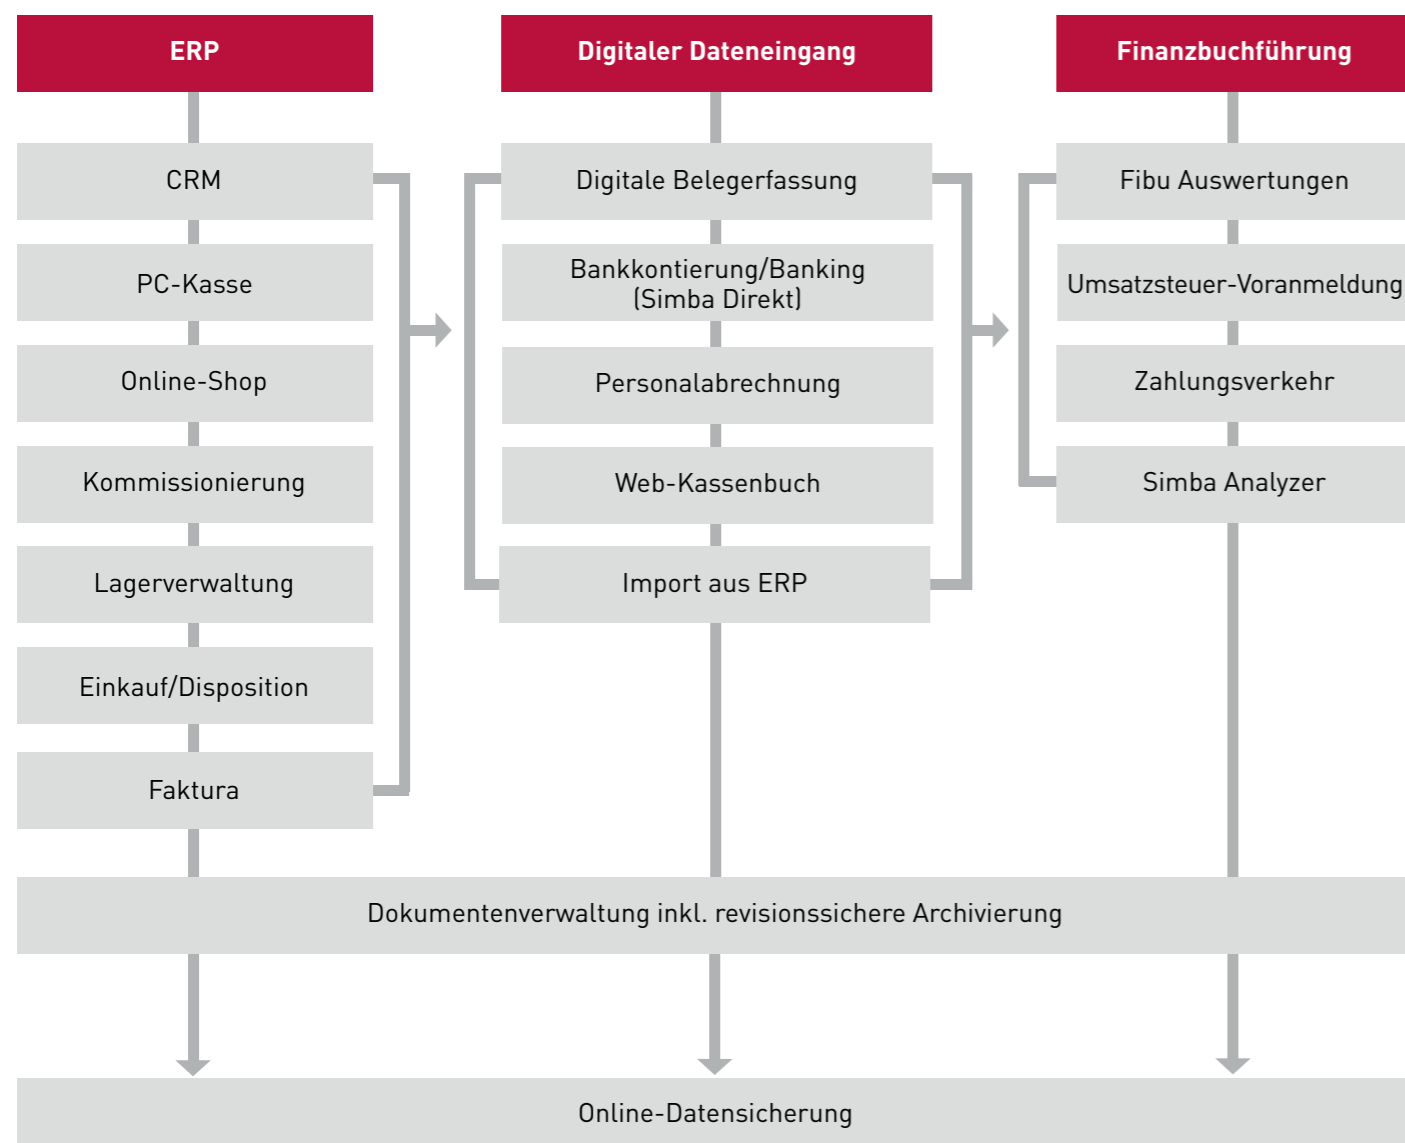 ERP
CRM
PC-Kasse
Online-Shop
Kommissionierung
Lagerverwaltung
Einkauf/Disposition
Faktura
Digitaler Dateneingang
Digitale Belegerfassung
Bankkontierung/Banking
(Simba Direkt)
Personalabrechnung
Web-Kassenbuch
Import aus ERP
Finanzbuchführung
Fibu Auswertungen
Umsatzsteuer-Voranmeldung
Zahlungsverkehr
Simba Analyzer
Dokumentenverwaltung inkl. revisionssichere Archivierung
Online-Datensicherung